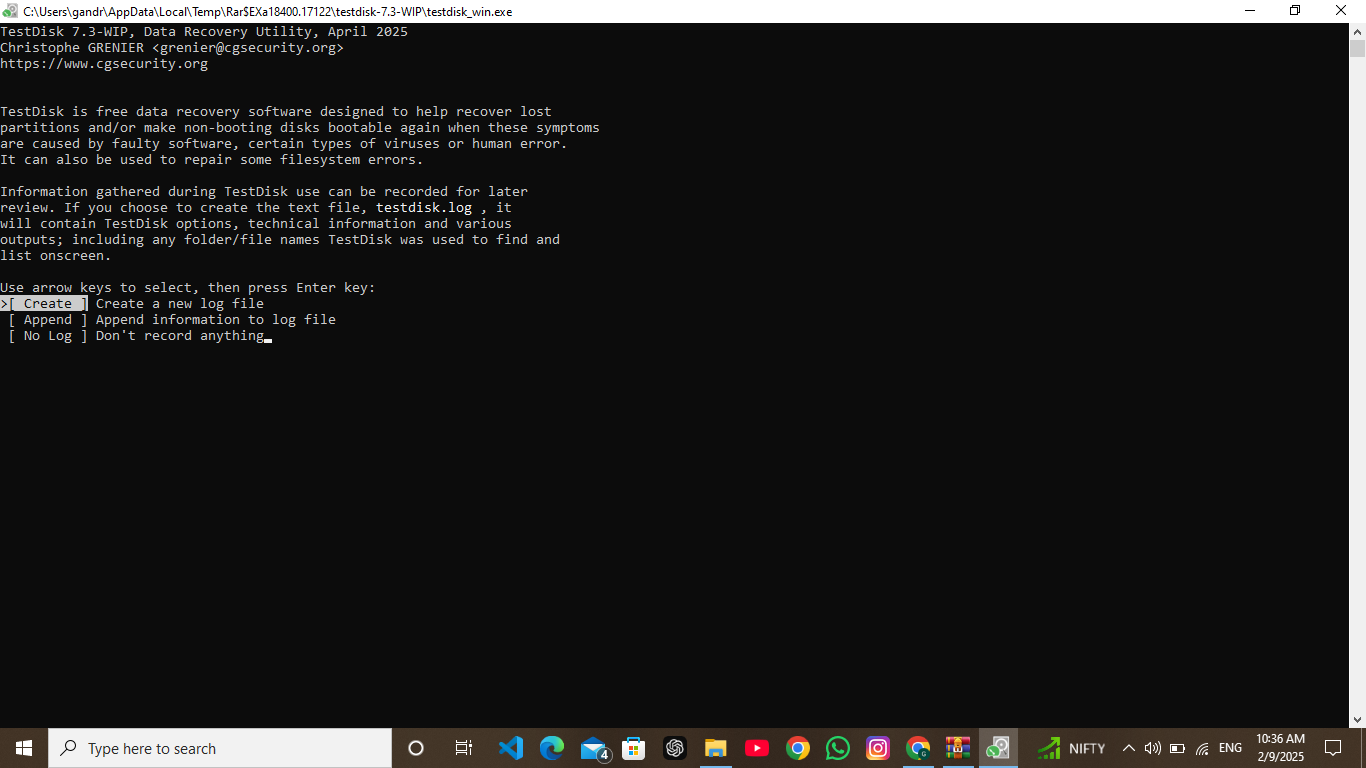 C:\Users\gandr\AppData\Local\Temp\Rar$EXa18400.17122\testdisk-7.3-WIP\testdisk_win.exe
TestDisk 7.3-WIP, Data Recovery Utility, April 2025
Christophe GRENIER <grenier@cgsecurity.org>
https://www.cgsecurity.org
TestDisk is free data recovery software designed to help recover lost
partitions and/or make non-booting disks bootable again when these symptoms
are caused by faulty software, certain types of viruses or human error.
It can also be used to repair some filesystem errors.
Information gathered during TestDisk use can be recorded for later
review. If you choose to create the text file, testdisk.log , it
will contain TestDisk options, technical information and various
outputs; including any folder/file names TestDisk was used to find and
list onscreen.
Use arrow keys to select, then press Enter key:
>[ Create ] Create a new log file
[ Append ] Append information to log file
[ No Log ] Don't record anything
Type here to search
4
G
NIFTY
ENG
10:36 AM
2/9/2025